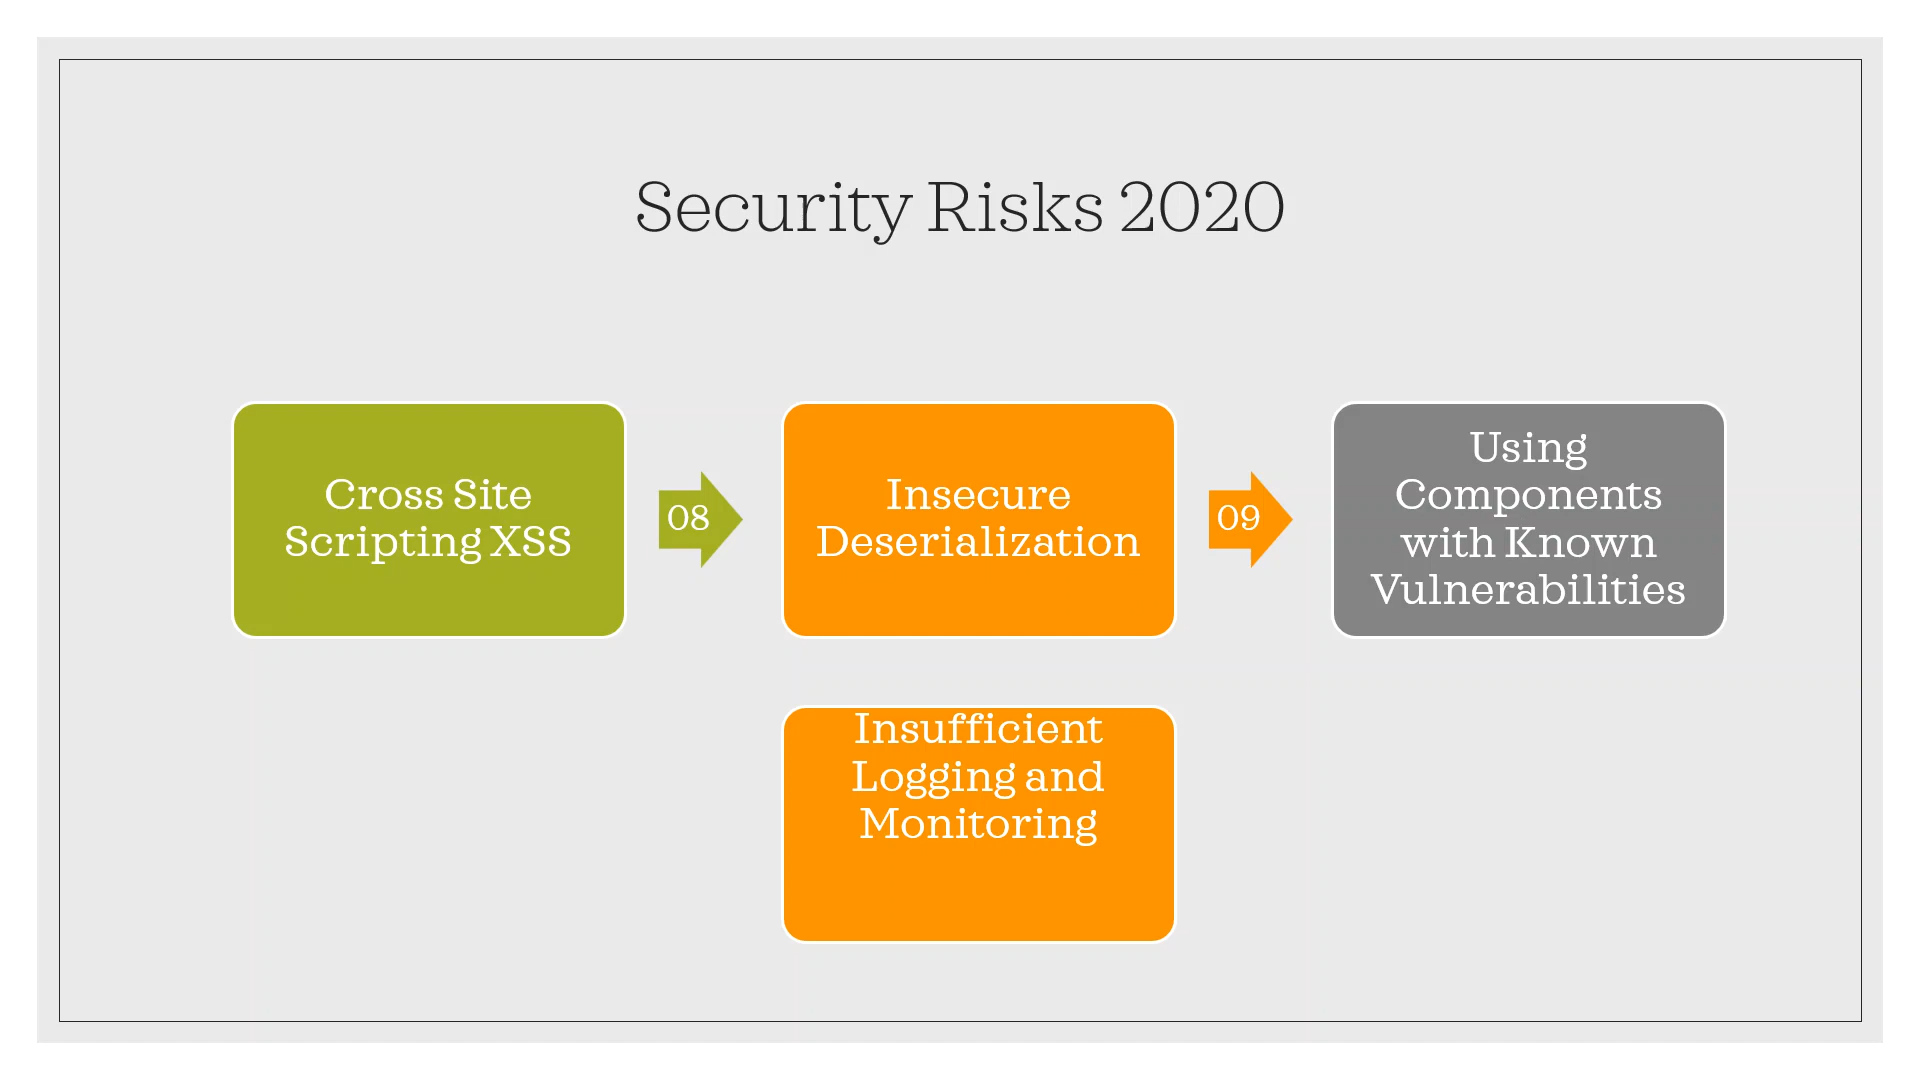 Security Risks 2020
Cross Site
Scripting XSS
08
Insecure
Deserialization
09
Using
Components
with Known
Vulnerabilities
Insufficient
Logging and
Monitoring